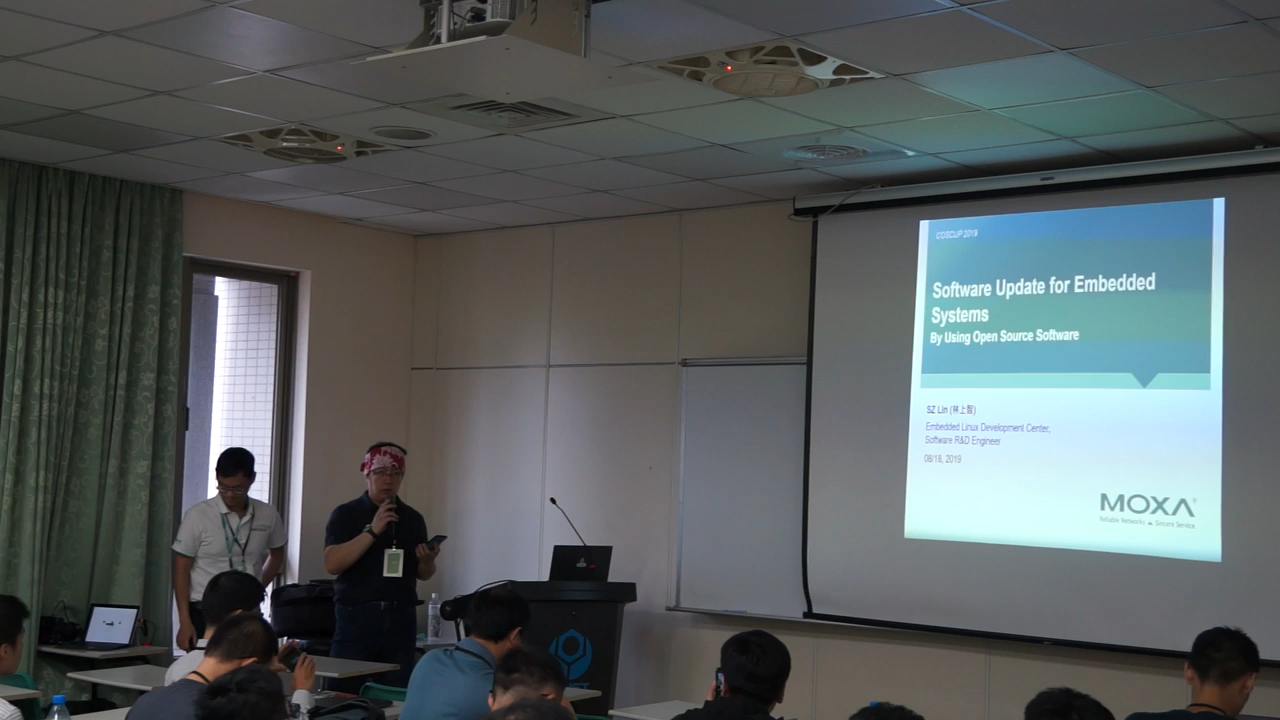 COSCUP 2019
Software Update for Embedded
Systems
By Using Open Source Software
SZ Lin (林上智)
Embedded Linux Development Center,
Software R&D Engineer
08/18, 2019
MOXA®
Reliable Networks ▲ Sincere Service